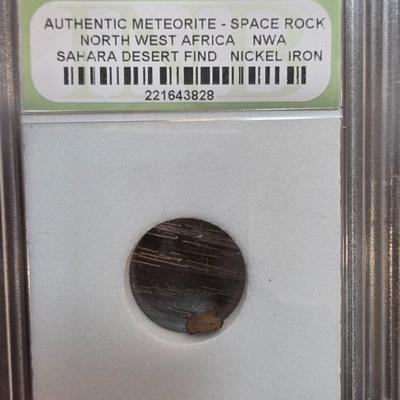 AUTHENTIC METEORITE - SPACE ROCK
NORTH WEST AFRICA NWA
SAHARA DESERT FIND NICKEL IRON
221643828